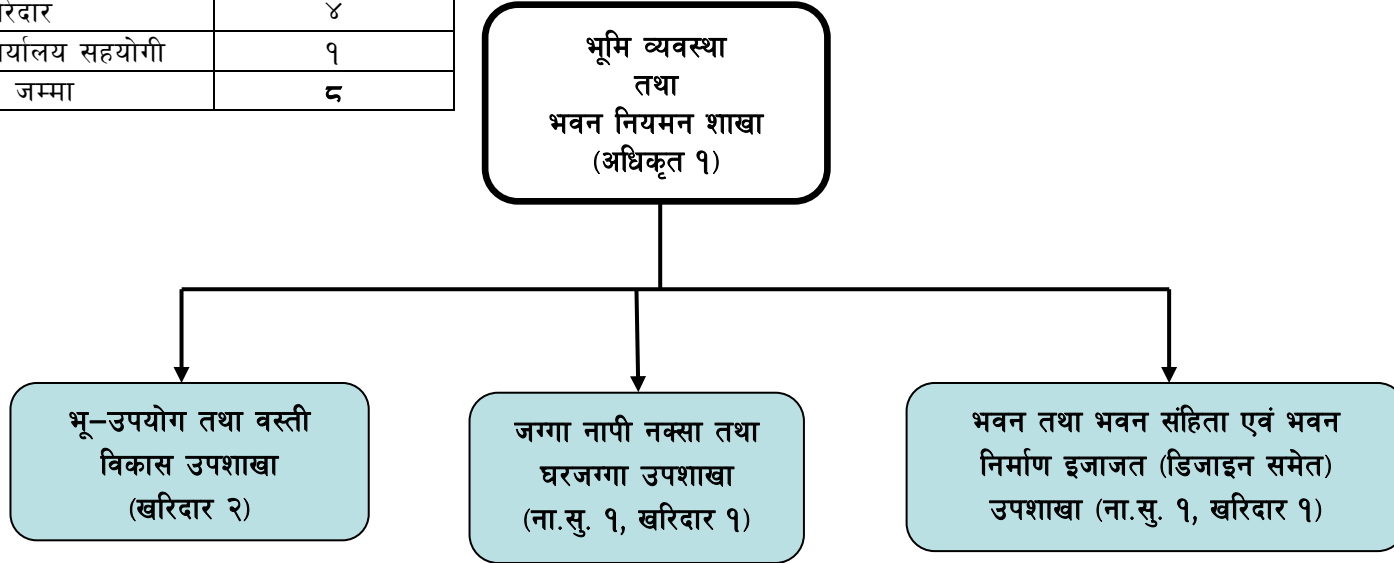 ४
सहयोगी १
जम्मा ८
भूमि व्यवस्था
तथा
भवन नियमन शाखा
(अधिकृत १)
भू–उपयोग तथा वस्ती
विकास उपशाखा
(खरिदार २)
जग्गा नापी नक्सा तथा
घरजग्गा उपशाखा
(ना.सु. १, खरिदार १)
भवन तथा भवन संहिता एवं भवन
निर्माण इजाजत (डिजाइन समेत)
उपशाखा (ना.सु. १, खरिदार १)